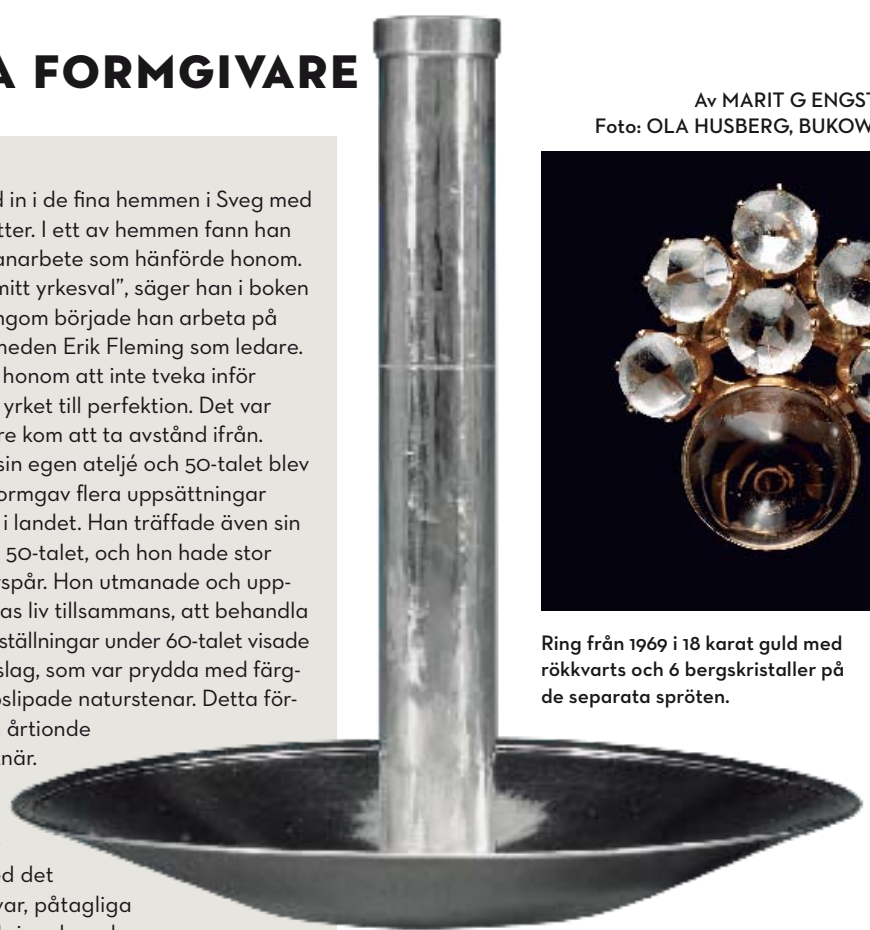 A FORMGIVARE
Av MARIT G ENGST
Foto: OLA HUSBERG, BUKOW
d in i de fina hemmen i Sveg med
tter. I ett av hemmen fann han
anarbete som hänförde honom.
mitt yrkesval”, säger han i boken
ngom började han arbeta på
meden Erik Fleming som ledare.
honom att inte tveka inför
yrket till perfektion. Det var
re kom att ta avstånd ifrån.
sin egen ateljé och 50-talet blev
ormgav flera uppsättningar
i landet. Han träffade även sin
50-talet, och hon hade stor
rspår. Hon utmanade och upp-
as liv tillsammans, att behandla
ställningar under 60-talet visade
slag, som var prydda med färg-
oslipade naturstenar. Detta för-
årtionde
när.
d det
var, påtagliga
Ring från 1969 i 18 karat guld med
rökkvarts och 6 bergskristaller på
de separata spröten.